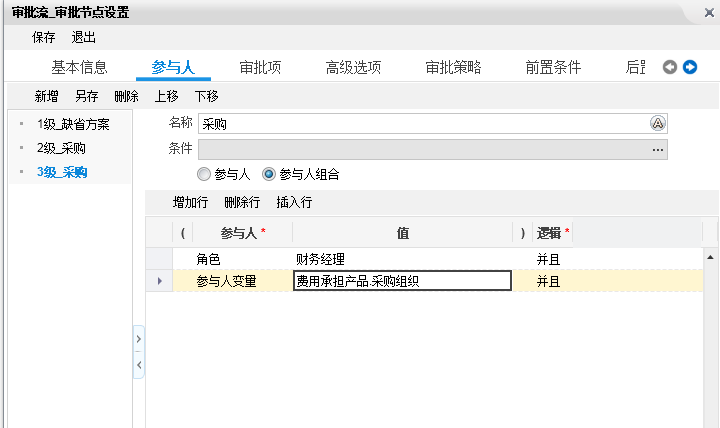 审批流_审批节点设置
保存 退出
基本信息 参与人 审批项 高级选项 审批策略 前置条件
新增 另存 删除 上移 下移
1级_缺省方案
2级_采购
3级_采购
名称 采购
条件 ...
参与人 参与人组合
增加行 删除行 插入行
( 参与人 * 值 ) 逻辑 *
角色 财务经理 并且
参与人变量 费用承担产品.采购组织 并且